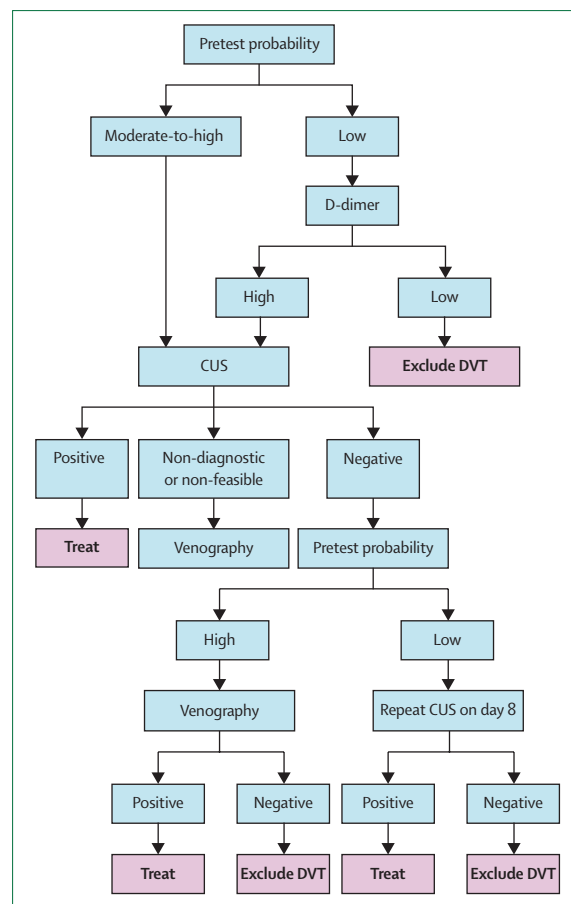 Pretest probability
Moderate-to-high
Low
D-dimer
High
Low
CUS
Exclude DVT
Positive
Non-diagnostic
or non-feasible
Negative
Treat
Venography
Pretest probability
High
Low
Venography
Repeat CUS on day 8
Positive
Negative
Positive
Negative
Treat
Exclude DVT
Treat
Exclude DVT